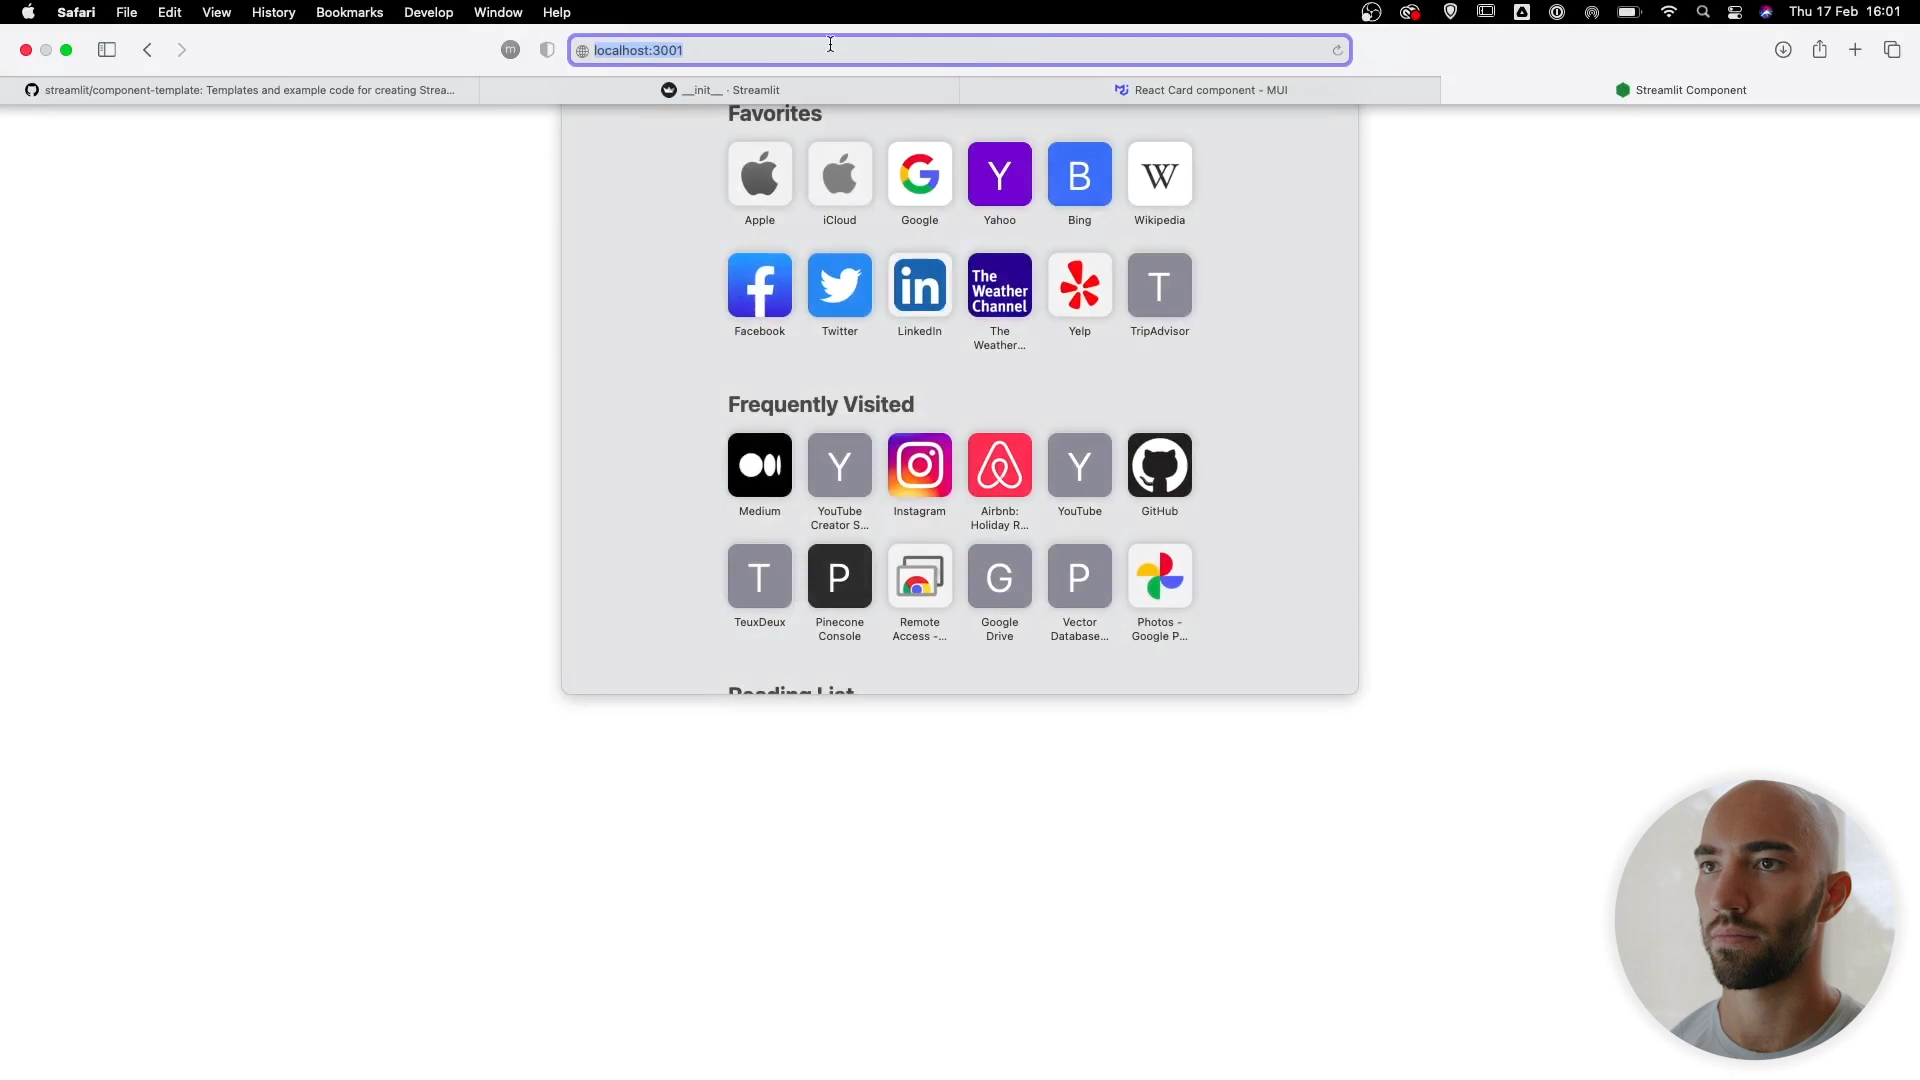 Safari File Edit View History Bookmarks Develop Window Help Thu 17 Feb 16:01
m localhost:3001
streamlit/component-template: Templates and example code for creating Strea... __init__ · Streamlit React Card component - MUI Streamlit Component
Favorites
G Y B W
Apple iCloud Google Yahoo Bing Wikipedia
f in The Weather Channel T
Facebook Twitter LinkedIn The Weather... Yelp TripAdvisor
Frequently Visited
Y Y
Medium YouTube Creator S... Instagram Airbnb: Holiday R... YouTube GitHub
T P G P
TeuxDeux Pinecone Console Remote Access -... Google Drive Vector Database... Photos - Google P...
Reading List